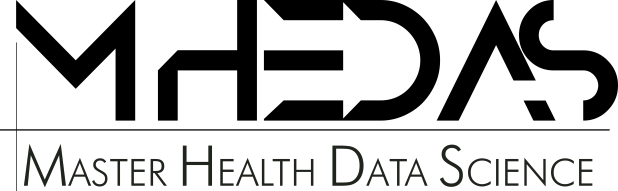 MHEDAS
MASTER HEALTH DATA SCIENCE